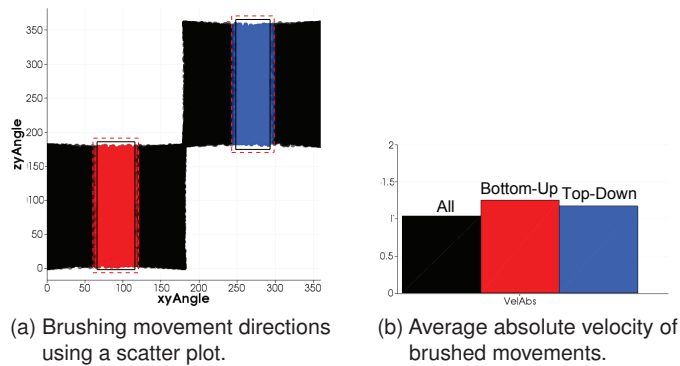 350
300
250
200
150
100
50
0
zyAngle
0 50 100 150 200 250 300 350
xyAngle
2
1.5
1
0.5
0
All Bottom-Up Top-Down
VelAbs
(a) Brushing movement directions
using a scatter plot.
(b) Average absolute velocity of
brushed movements.